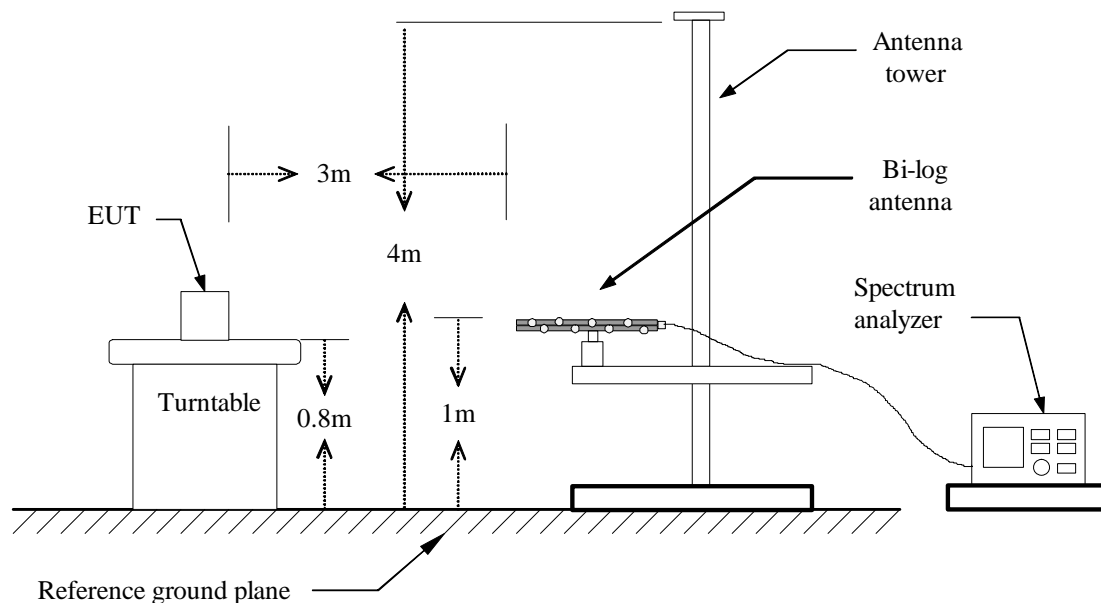 Antenna
tower
3m
Bi-log
antenna
EUT
4m
Spectrum
analyzer
Turntable
0.8m
1m
Reference ground plane